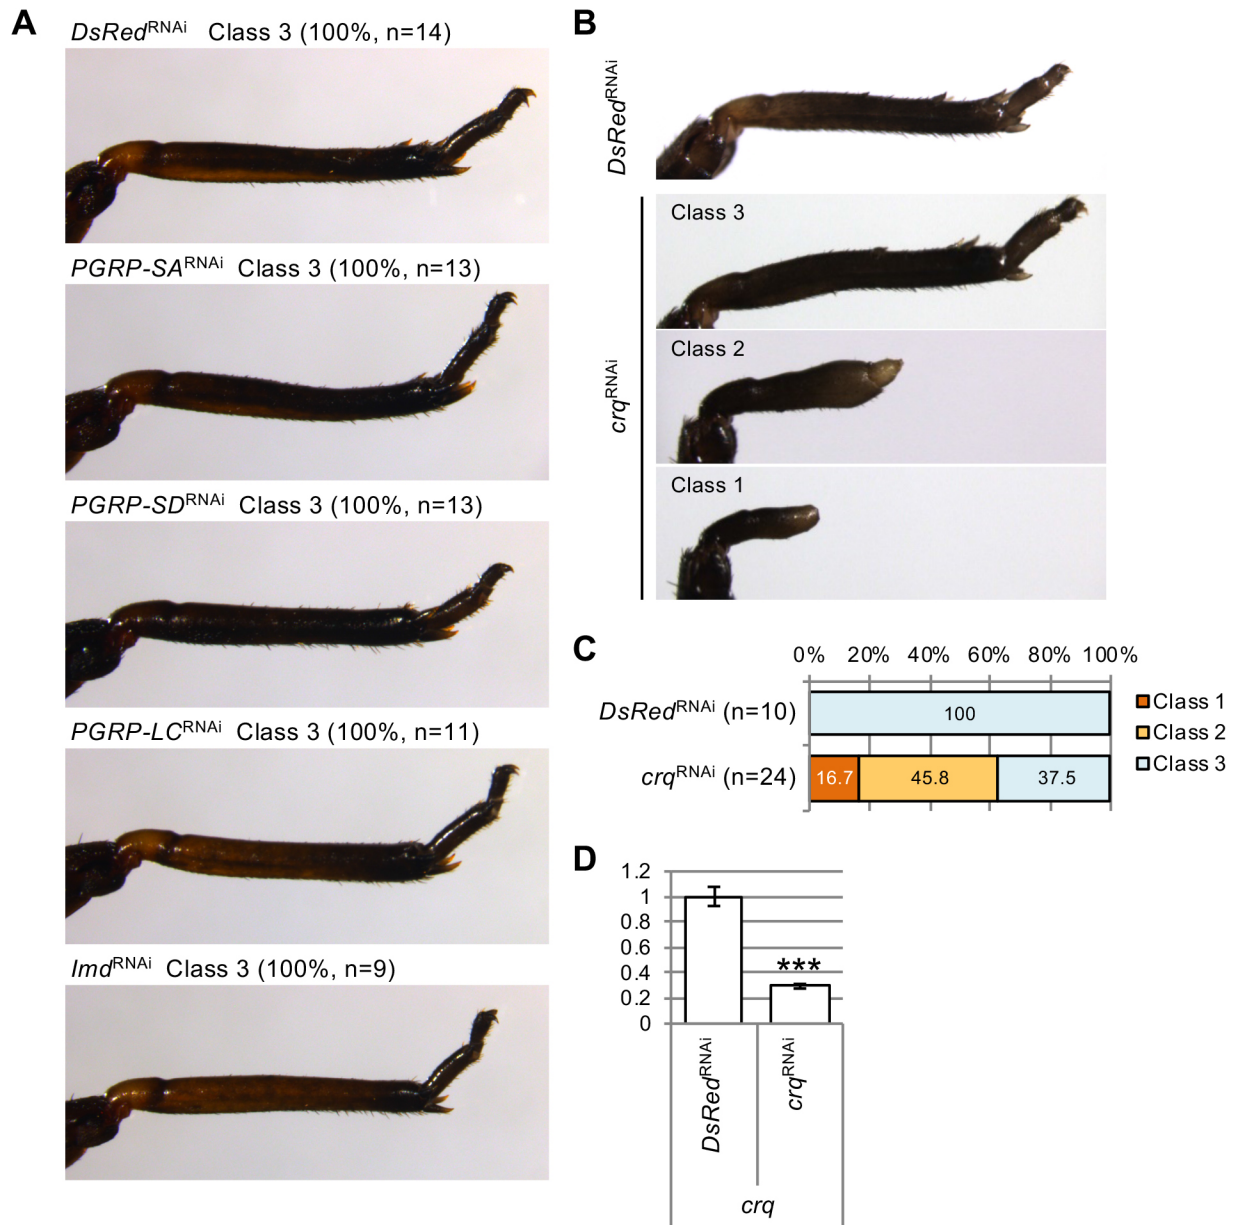 A
DsRedRNAi Class 3 (100%, n=14)
PGRP-SARNAi Class 3 (100%, n=13)
PGRP-SDRNAi Class 3 (100%, n=13)
PGRP-LCRNAi Class 3 (100%, n=11)
ImdRNAi Class 3 (100%, n=9)
B
DsRedRNAi
crqRNAi
Class 3
Class 2
Class 1
C
0% 20% 40% 60% 80% 100%
DsRedRNAi (n=10)
100
crqRNAi (n=24)
16.7 45.8 37.5
Class 1
Class 2
Class 3
D
1.2
1
0.8
0.6
0.4
0.2
0
***
DsRedRNAi
crqRNAi
crq